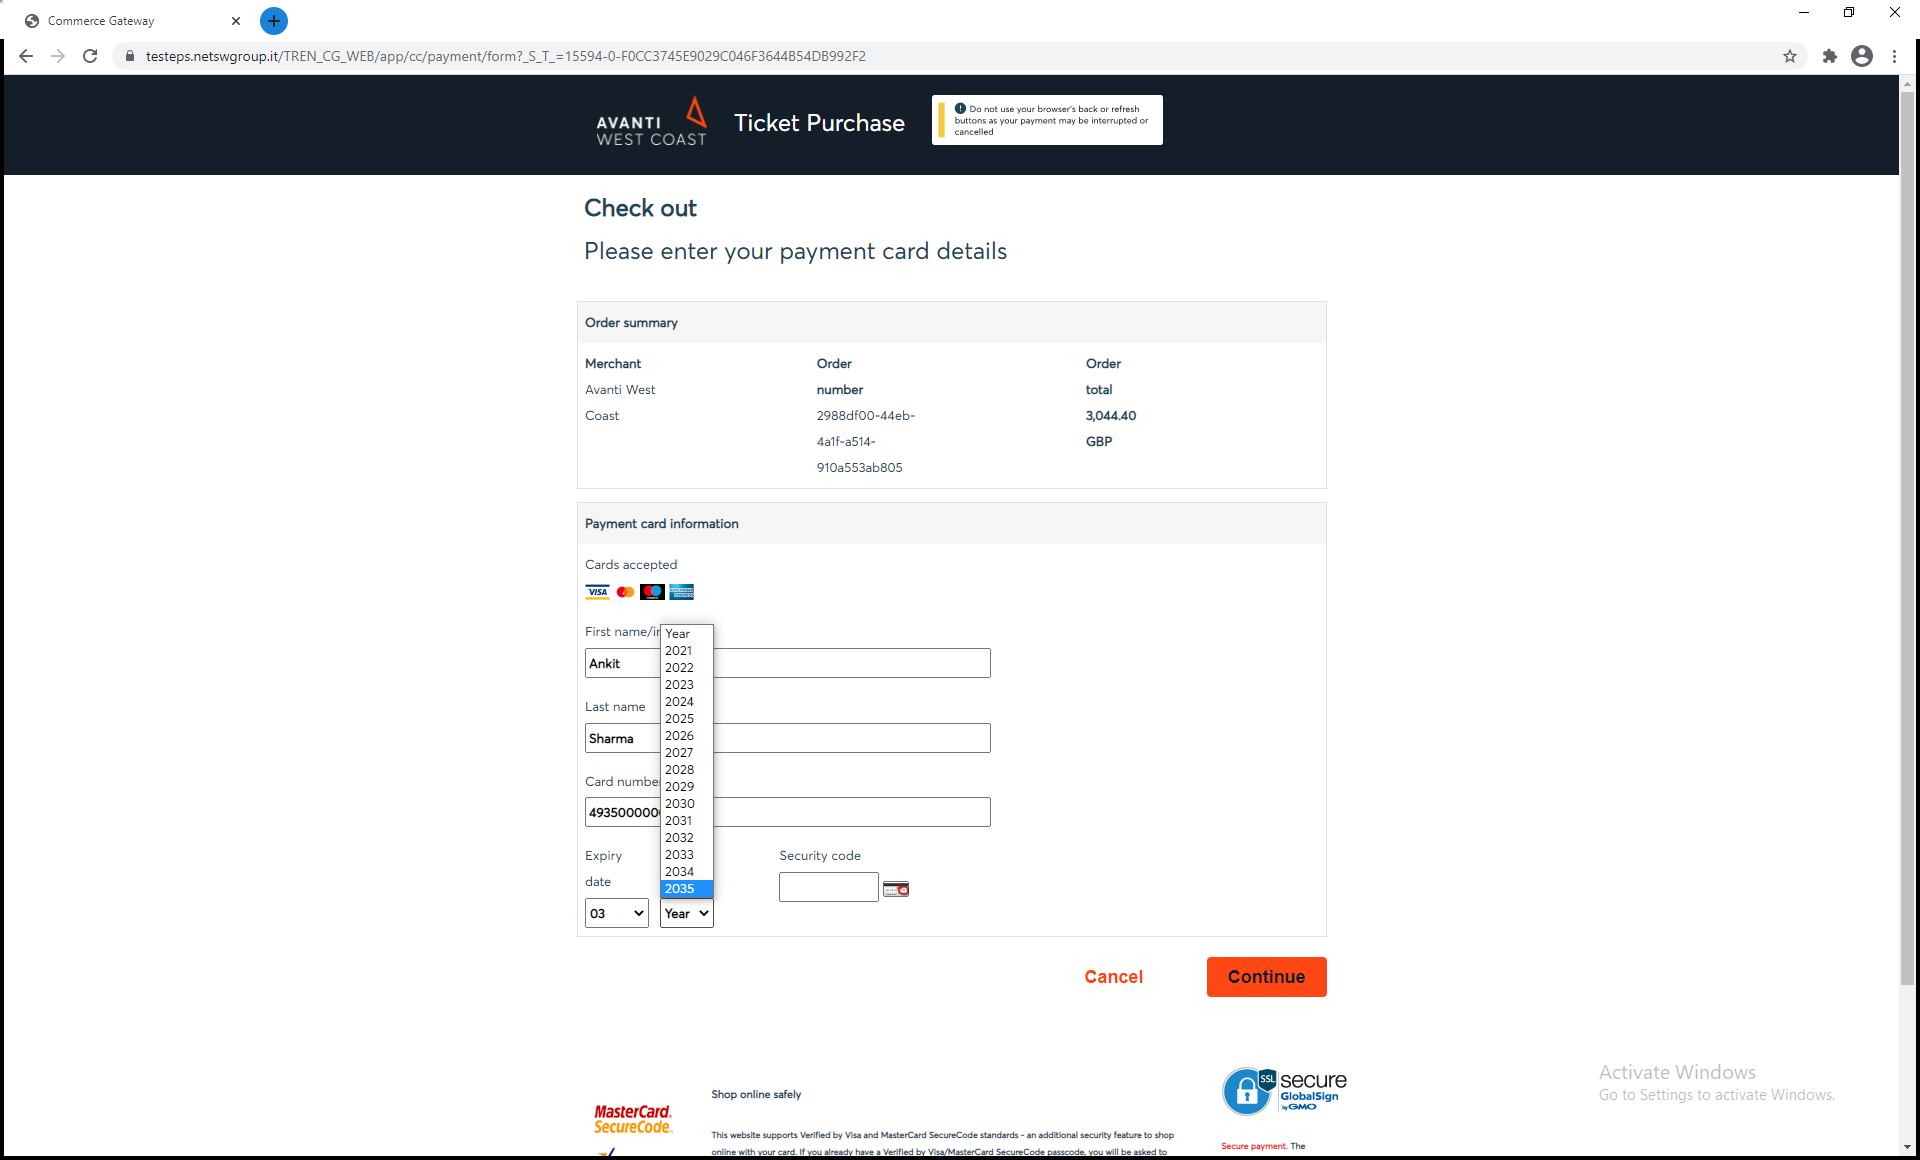 Commerce Gateway
testeps.netswgroup.it/TREN_CG_WEB/app/cc/payment/form?_S_T_=15594-0-F0CC3745E9029C046F3644B54DB992F2
AVANTI
WEST COAST
Ticket Purchase
Do not use your browser's back or refresh
buttons as your payment may be interrupted or
cancelled
Check out
Please enter your payment card details
Order summary
Merchant
Avanti West
Coast
Order
number
2988df00-44eb-
4a1f-a514-
910a553ab805
Order
total
3,044.40
GBP
Payment card information
Cards accepted
VISA
First name/in
Ankit
Last name
Sharma
Card number
493500000
Year
2021
2022
2023
2024
2025
2026
2027
2028
2029
2030
2031
2032
2033
2034
2035
Expiry
date
03
Year
Security code
Cancel
Continue
MasterCard.
SecureCode.
Shop online safely
This website supports Verified by Visa and MasterCard SecureCode standards - an additional security feature to shop
online with your card. If you already have a Verified by Visa/MasterCard SecureCode passcode, you will be asked to
SSL
secure
GlobalSign
by GMO
Secure payment. The
Activate Windows
Go to Settings to activate Windows.